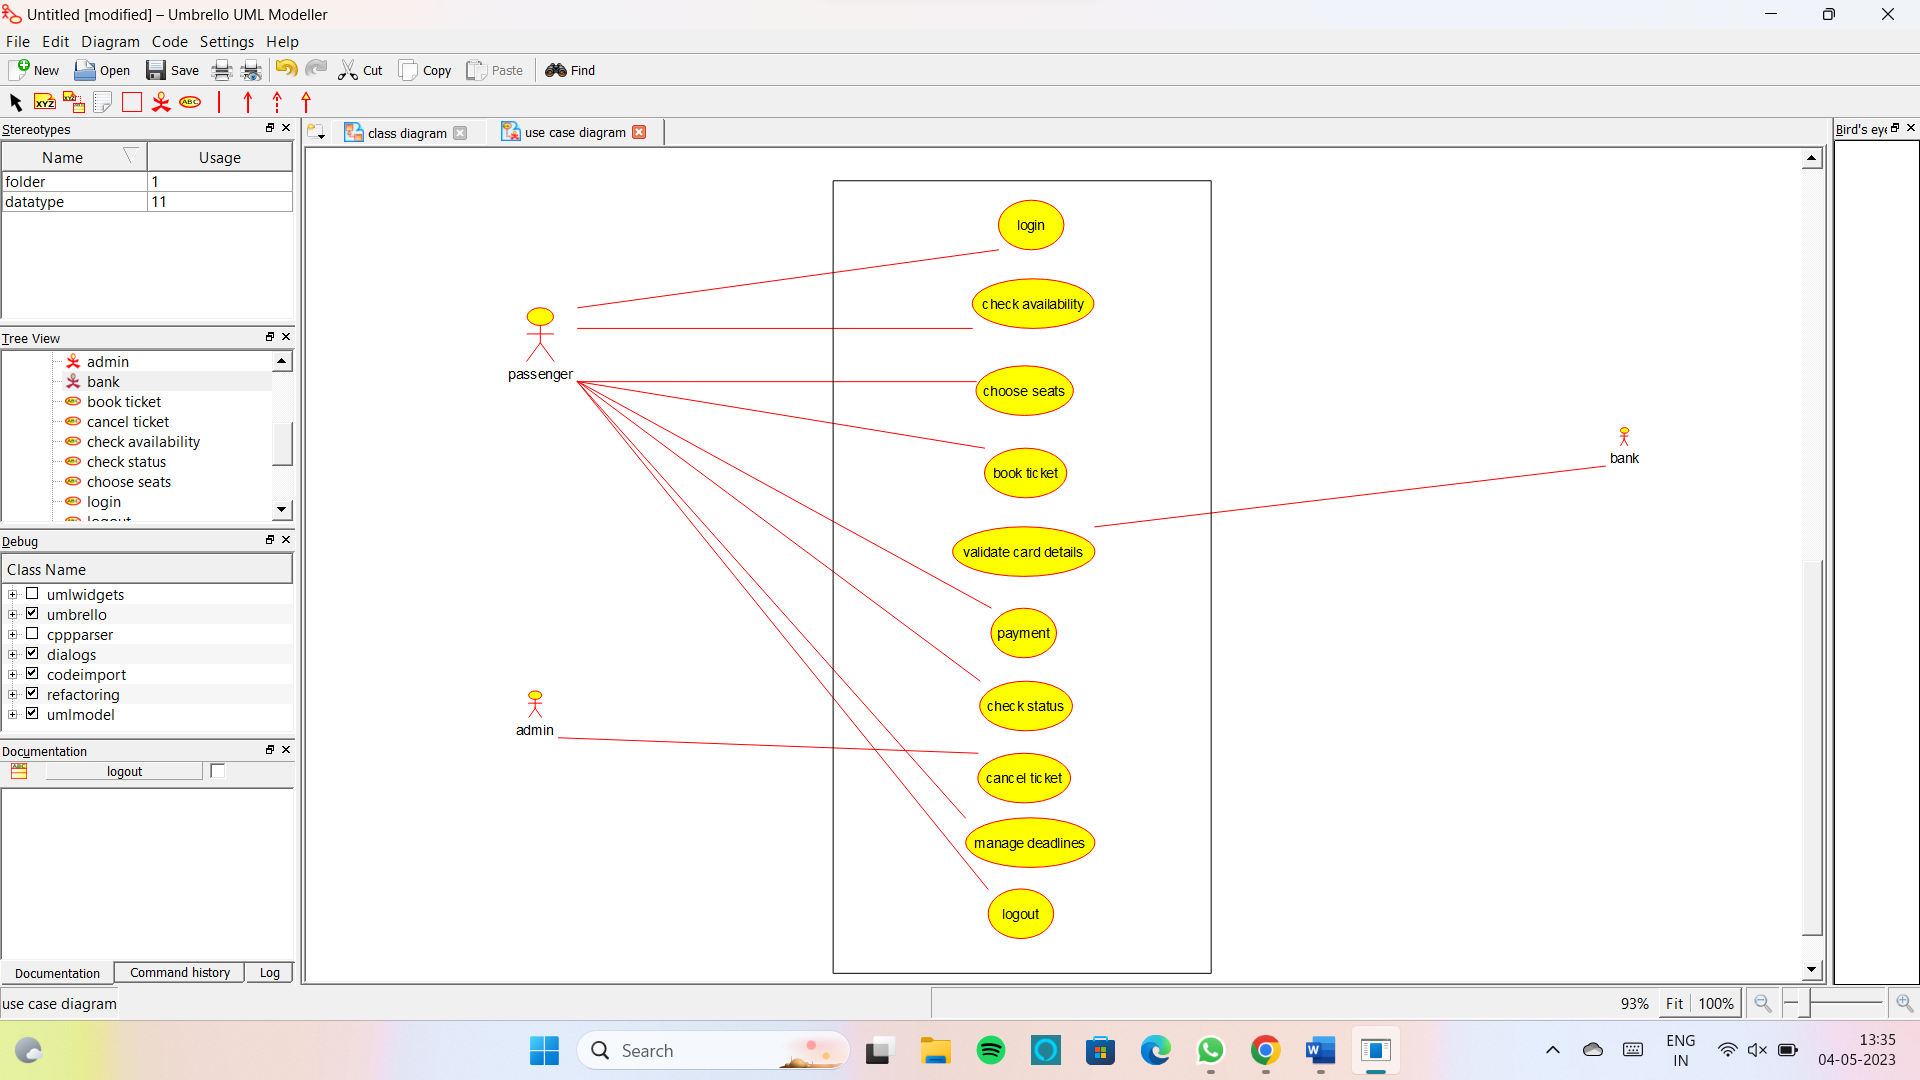 Untitled [modified] – Umbrello UML Modeller
File Edit Diagram Code Settings Help
New Open Save Cut Copy Paste Find
XYZ XYZ ABC
Stereotypes
class diagram use case diagram
Bird's eye
Name Usage
folder 1
datatype 11
Tree View
admin
bank
book ticket
cancel ticket
check availability
check status
choose seats
login
logout
Debug
Class Name
umlwidgets
umbrello
cppparser
dialogs
codeimport
refactoring
umlmodel
Documentation
logout
Documentation Command history Log
login
check availability
passenger
choose seats
bank
book ticket
validate card details
payment
admin
check status
cancel ticket
manage deadlines
logout
use case diagram
93% Fit 100%
Search
ENG
IN
13:35
04-05-2023